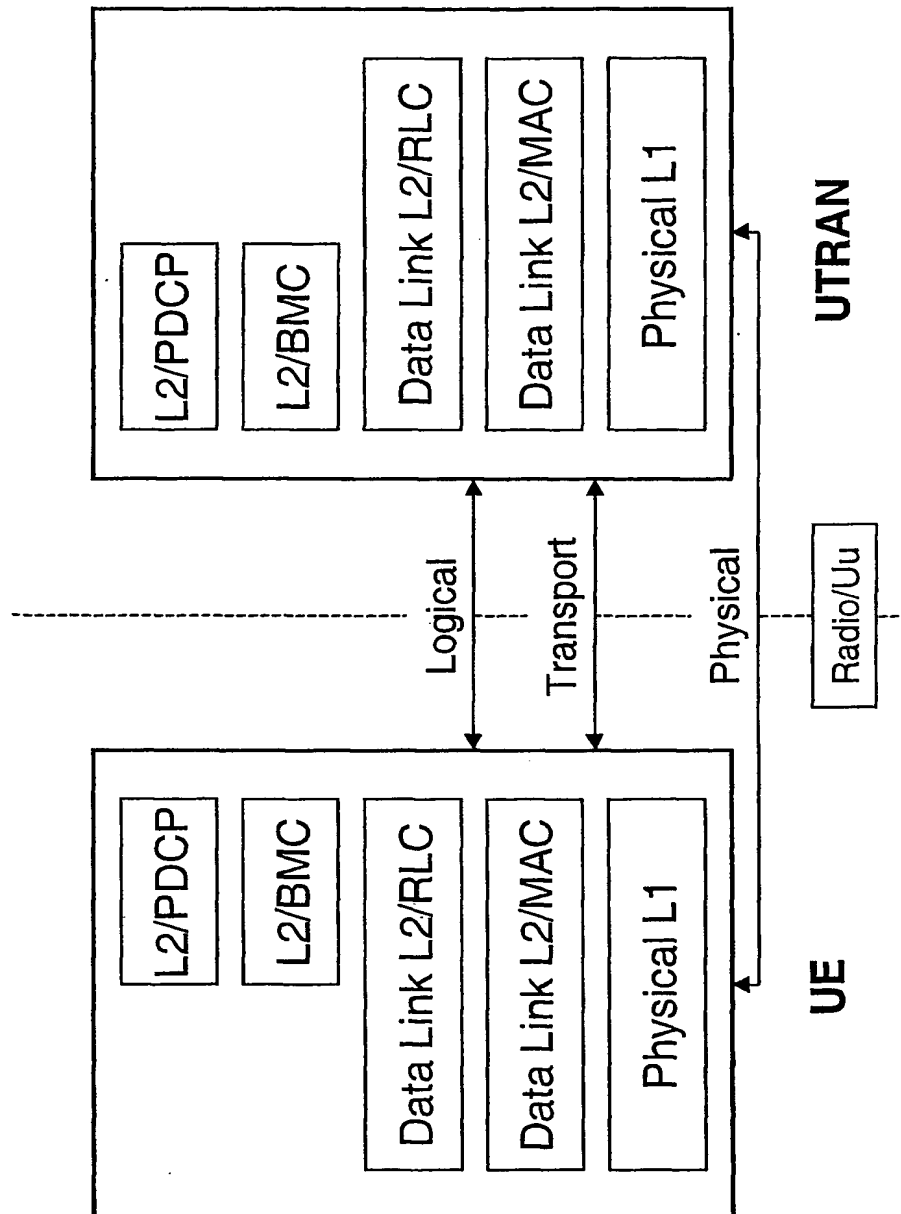 L2/PDCP
L2/BMC
Data Link L2/RLC
Data Link L2/MAC
Physical L1
UE
Logical
Transport
Physical
Radio/Uu
L2/PDCP
L2/BMC
Data Link L2/RLC
Data Link L2/MAC
Physical L1
UTRAN